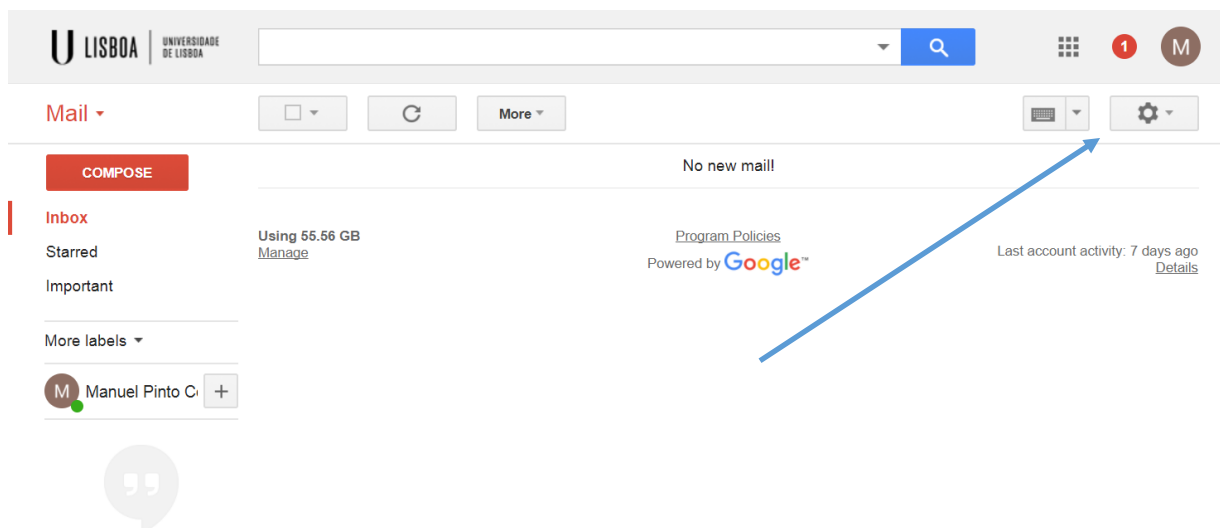 U LISBOA | UNIVERSIDADE
DE LISBOA
1
M
Mail
More
COMPOSE
No new mail!
Inbox
Starred
Important
Using 55.56 GB
Manage
Program Policies
Powered by Google™
Last account activity: 7 days ago
Details
More labels
M
Manuel Pinto
+